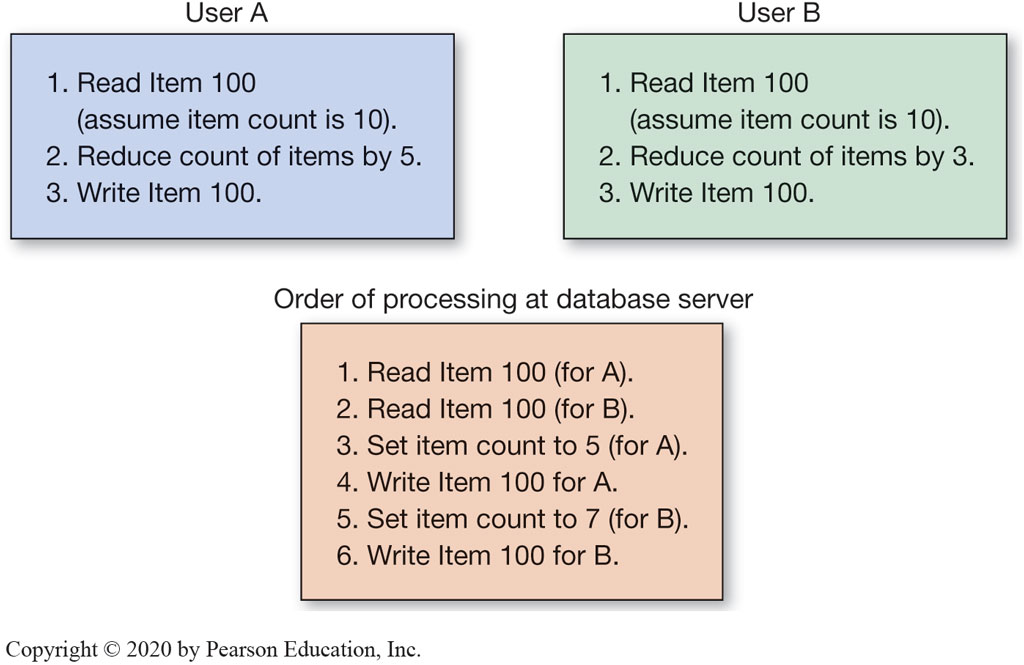 User A
1. Read Item 100
(assume item count is 10).
2. Reduce count of items by 5.
3. Write Item 100.
User B
1. Read Item 100
(assume item count is 10).
2. Reduce count of items by 3.
3. Write Item 100.
Order of processing at database server
1. Read Item 100 (for A).
2. Read Item 100 (for B).
3. Set item count to 5 (for A).
4. Write Item 100 for A.
5. Set item count to 7 (for B).
6. Write Item 100 for B.
Copyright © 2020 by Pearson Education, Inc.